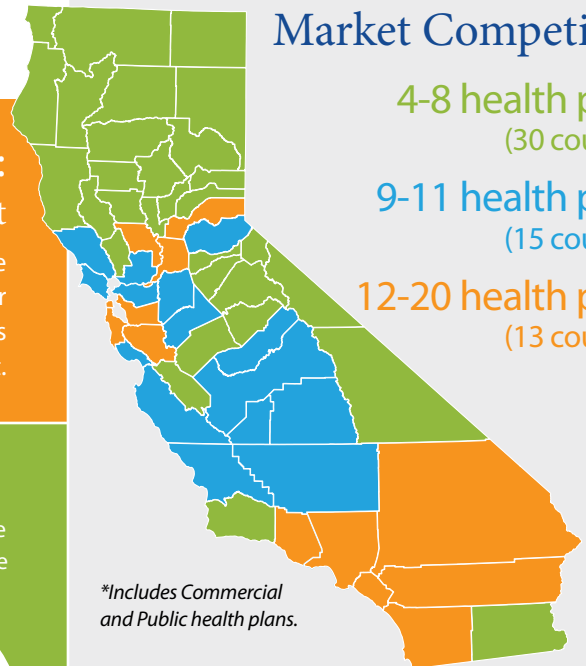 Market Competi
4-8 health p
(30 cou
9-11 health p
(15 cou
12-20 health p
(13 cou
*Includes Commercial
and Public health plans.